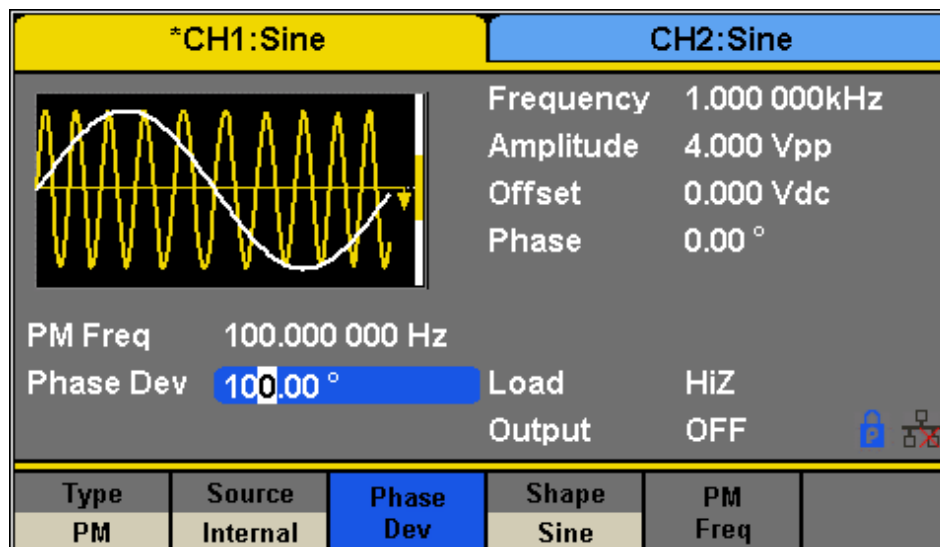 *CH1:Sine
CH2:Sine
Frequency 1.000 000kHz
Amplitude 4.000 Vpp
Offset 0.000 Vdc
Phase 0.00 °
PM Freq 100.000 000 Hz
Phase Dev 100.00 °
Load HiZ
Output OFF
P
Type
PM
Source
Internal
Phase
Dev
Shape
Sine
PM
Freq